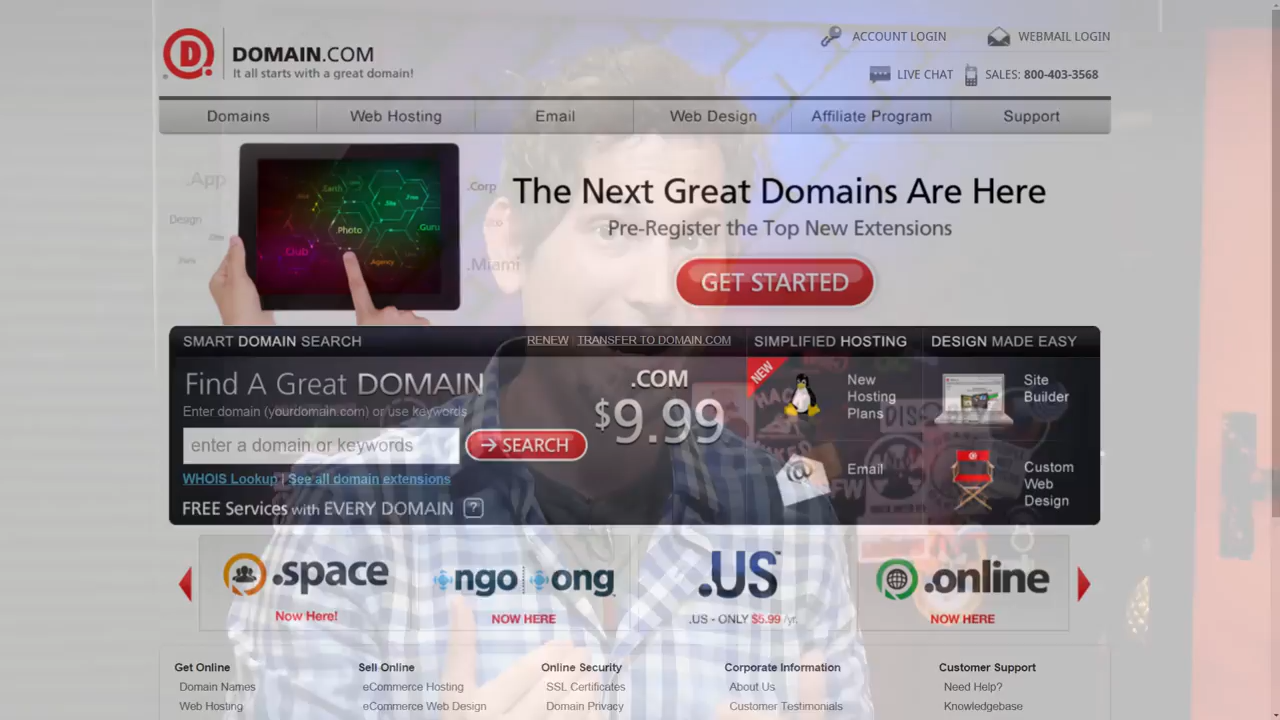 DOMAIN.COM
It all starts with a great domain!
ACCOUNT LOGIN
WEBMAIL LOGIN
LIVE CHAT
SALES: 800-403-3568
Domains
Web Hosting
Email
Web Design
Affiliate Program
Support
.App
Design
.Corp
.Miami
Earth
.Site
.Free
.Photo
.Guru
Club
.Agency
The Next Great Domains Are Here
Pre-Register the Top New Extensions
GET STARTED
SMART DOMAIN SEARCH
RENEW | TRANSFER TO DOMAIN.COM
SIMPLIFIED HOSTING
DESIGN MADE EASY
Find A Great DOMAIN
Enter domain (yourdomain.com) or use keywords
enter a domain or keywords
SEARCH
WHOIS Lookup | See all domain extensions
FREE Services with EVERY DOMAIN ?
.COM
$9.99
NEW
New
Hosting
Plans
Email
Site
Builder
Custom
Web
Design
.space
Now Here!
ngo ong
NOW HERE
.US
.US - ONLY $5.99 /yr.
.online
NOW HERE
Get Online
Domain Names
Web Hosting
Sell Online
eCommerce Hosting
eCommerce Web Design
Online Security
SSL Certificates
Domain Privacy
Corporate Information
About Us
Customer Testimonials
Customer Support
Need Help?
Knowledgebase